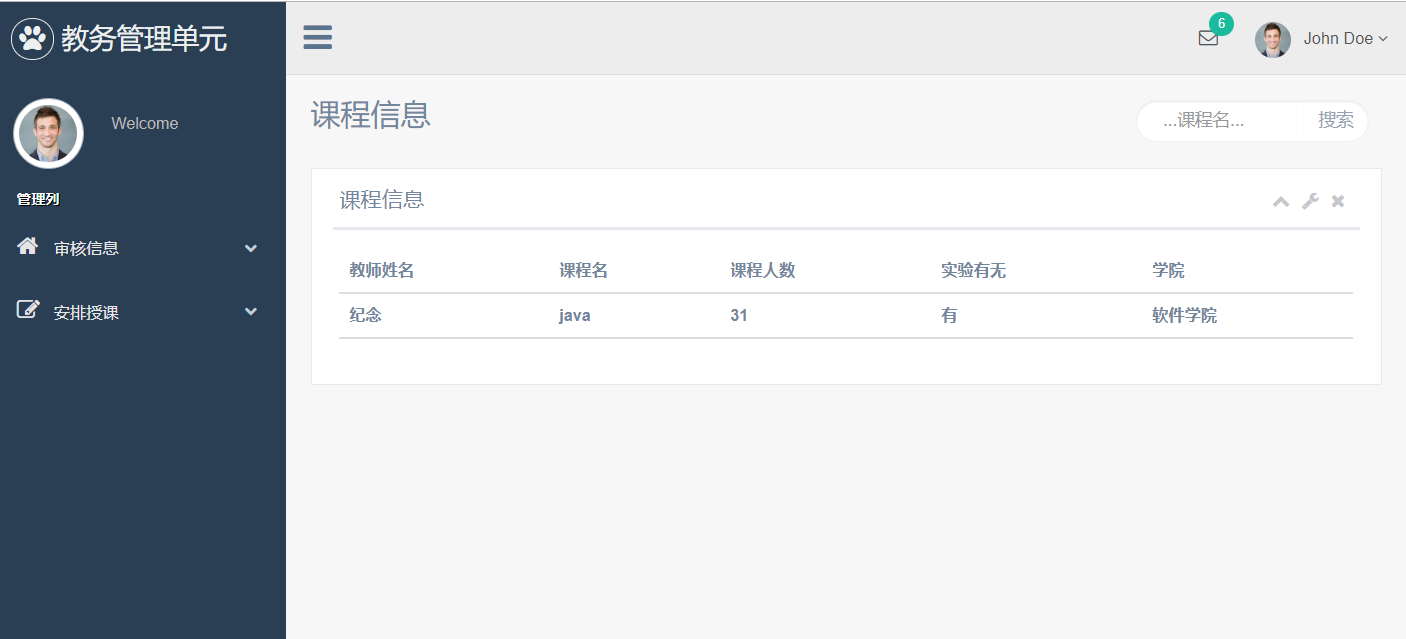 教务管理单元
6
John Doe
Welcome
管理列
审核信息
安排授课
课程信息
...课程名... 搜索
课程信息
教师姓名 课程名 课程人数 实验有无 学院
纪念 java 31 有 软件学院